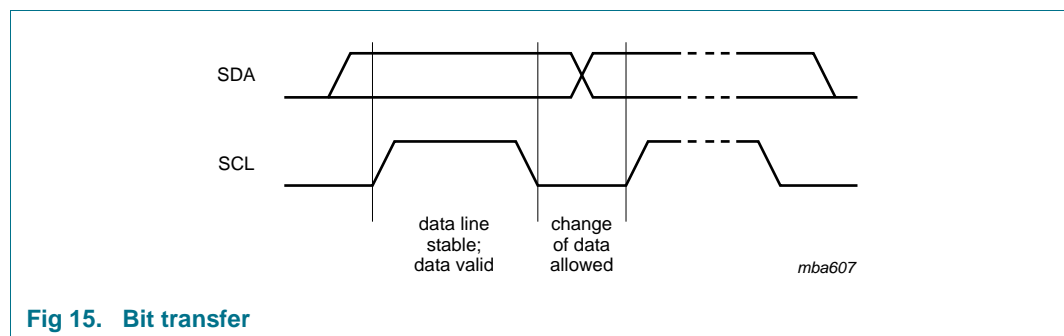 SDA
SCL
data line
stable;
data valid
change
of data
allowed
mba607
Fig 15. Bit transfer